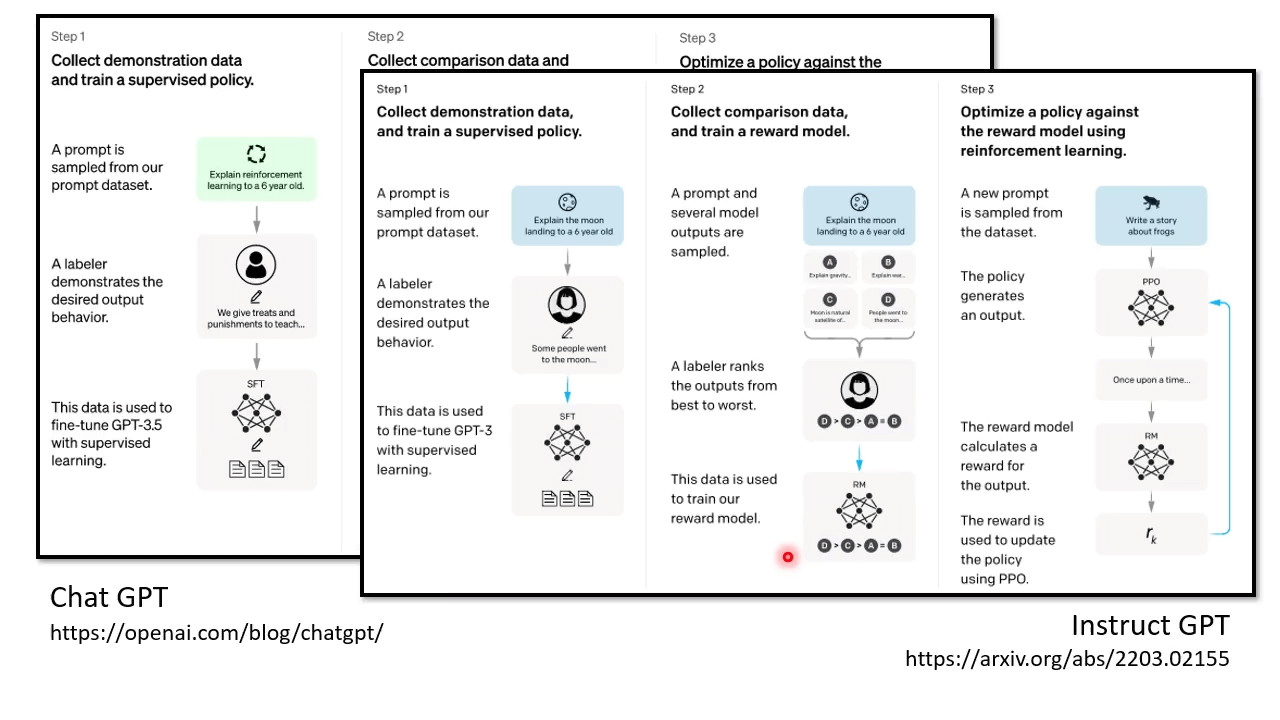 Step 1
Collect demonstration data
and train a supervised policy.
A prompt is
sampled from our
prompt dataset.
Explain reinforcement
learning to a 6 year old.
A labeler
demonstrates the
desired output
behavior.
We give treats and
punishments to teach...
This data is used to
fine-tune GPT-3.5
with supervised
learning.
SFT
Step 2
Collect comparison data and
Step 3
Optimize a policy against the
Step 1
Collect demonstration data,
and train a supervised policy.
A prompt is
sampled from our
prompt dataset.
Explain the moon
landing to a 6 year old
A labeler
demonstrates the
desired output
behavior.
Some people went
to the moon...
This data is used
to fine-tune GPT-3
with supervised
learning.
SFT
Step 2
Collect comparison data,
and train a reward model.
A prompt and
several model
outputs are
sampled.
Explain the moon
landing to a 6 year old
A
Explain gravity...
B
Explain war...
C
Moon is natural
satellite of...
D
People went to
the moon...
A labeler ranks
the outputs from
best to worst.
D > C > A = B
This data is used
to train our
reward model.
RM
D > C > A = B
Step 3
Optimize a policy against
the reward model using
reinforcement learning.
A new prompt
is sampled from
the dataset.
Write a story
about frogs
The policy
generates
an output.
PPO
Once upon a time...
The reward model
calculates a
reward for
the output.
RM
The reward is
used to update
the policy
using PPO.
rk
Chat GPT
https://openai.com/blog/chatgpt/
Instruct GPT
https://arxiv.org/abs/2203.02155